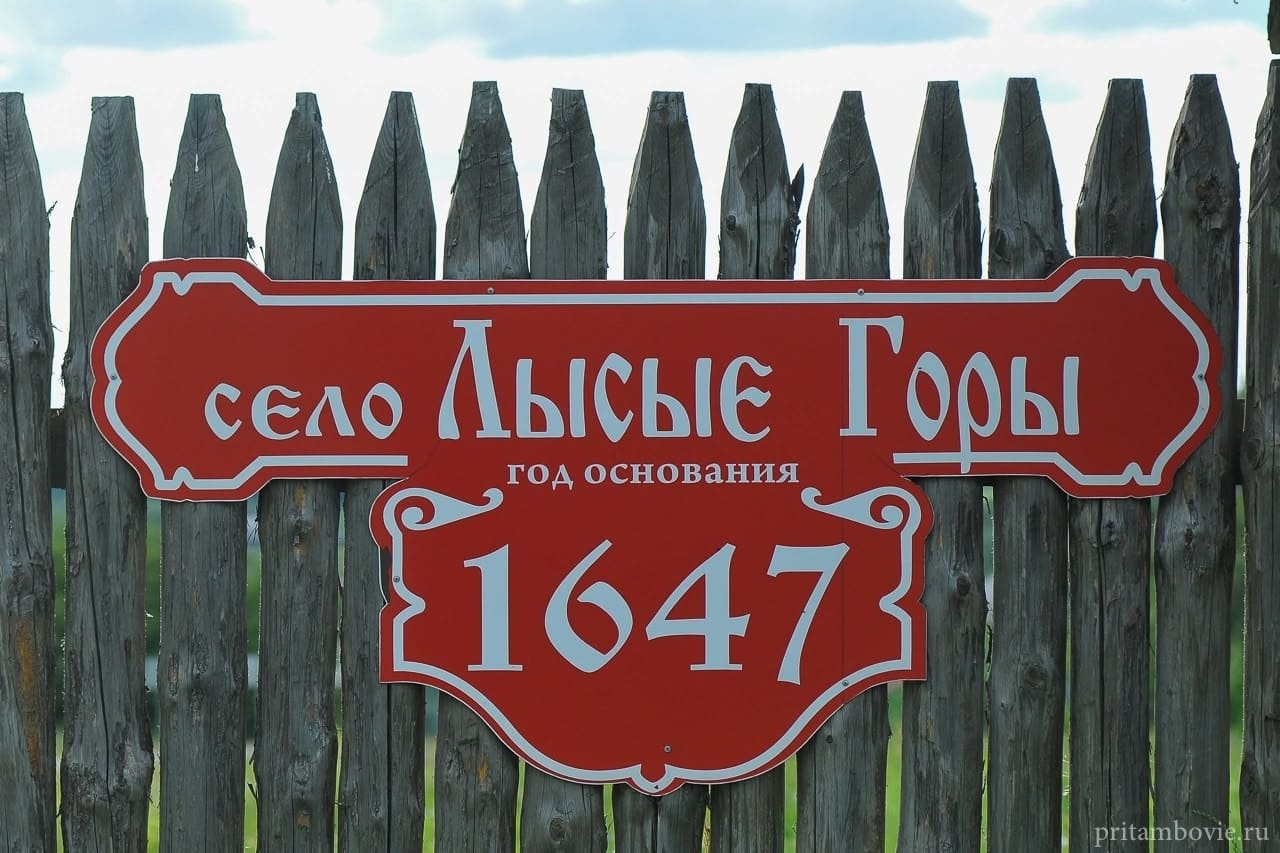 село Лысые Горы
год основания
1647
pritambovie.ru